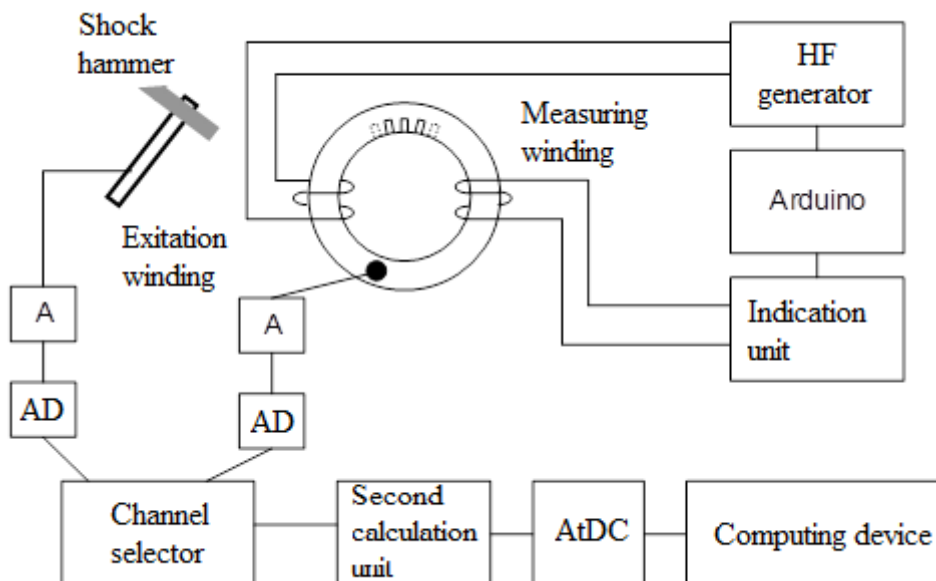 Shock
hammer
HF
generator
Measuring
winding
Arduino
Exitation
winding
A
A
Indication
unit
AD
AD
Channel
selector
Second
calculation
unit
AtDC
Computing device